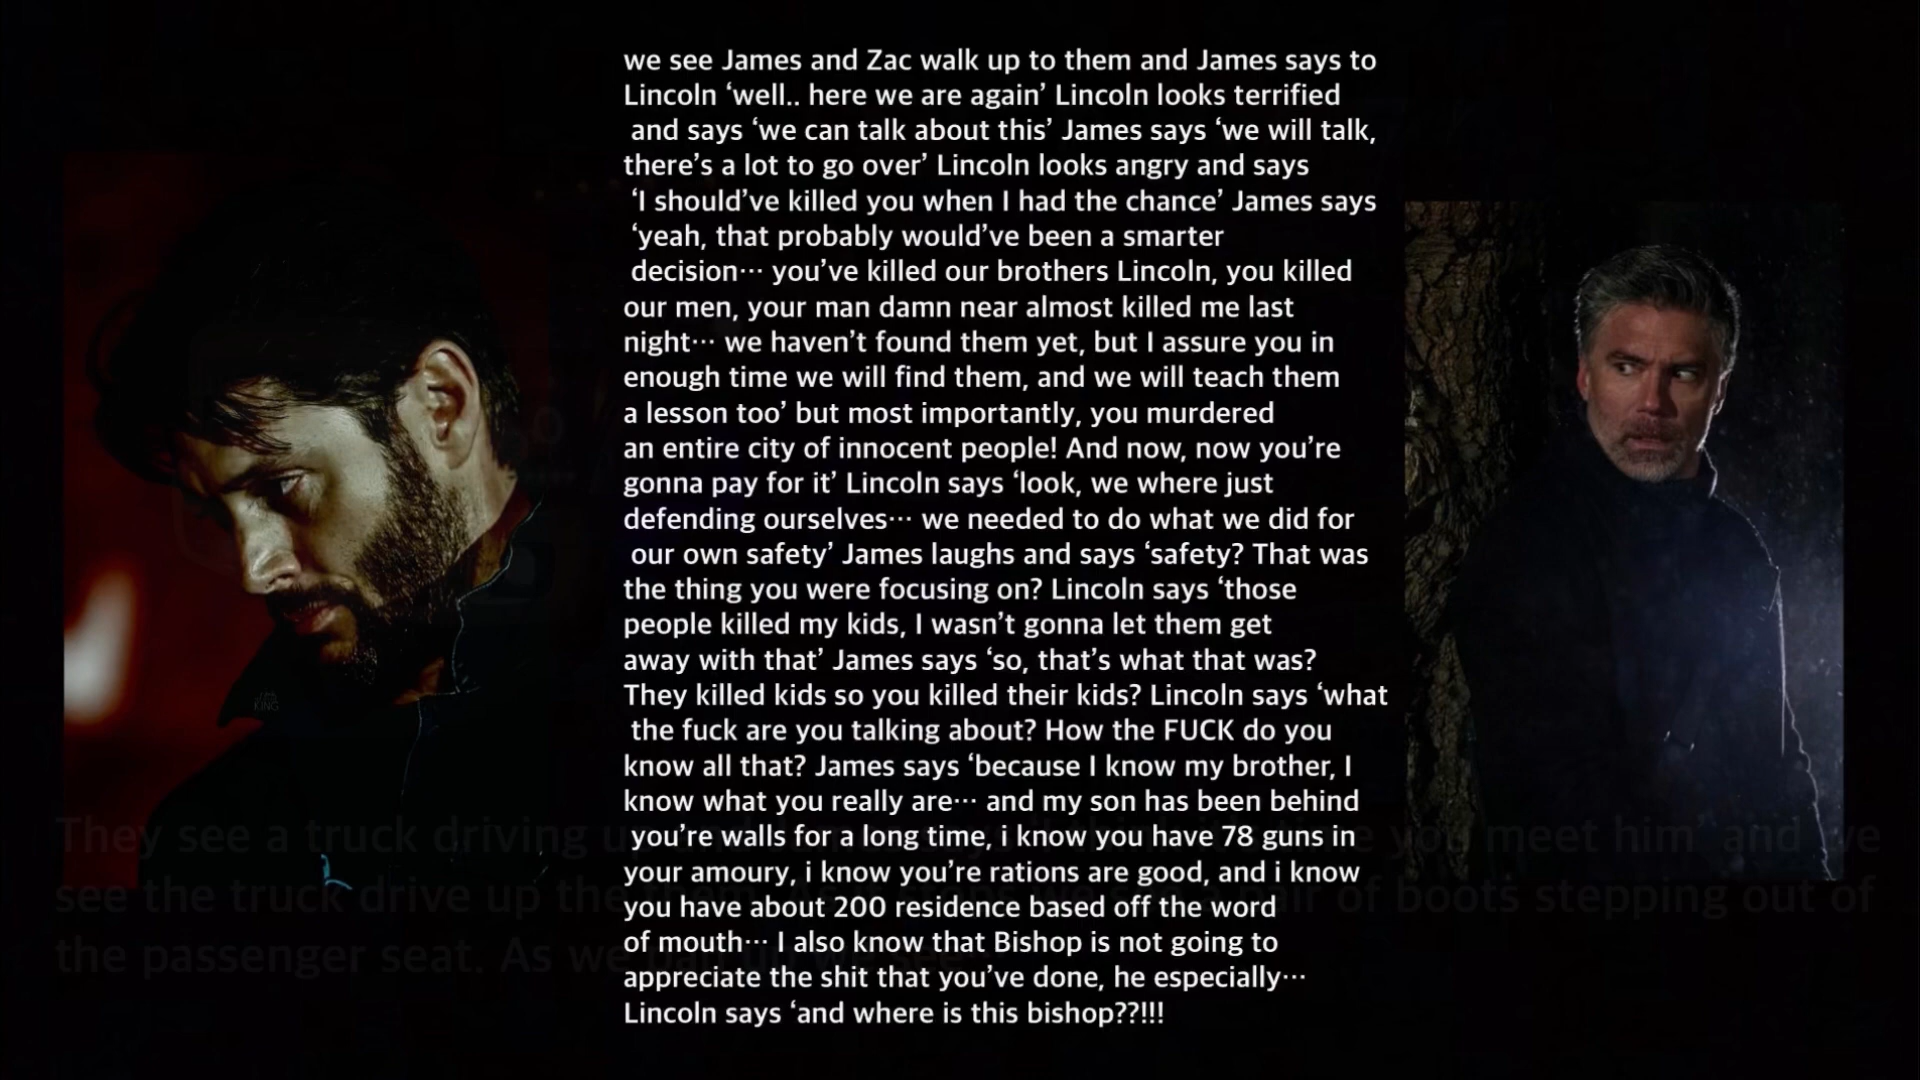 we see James and Zac walk up to them and James says to
Lincoln ‘well.. here we are again’ Lincoln looks terrified
and says ‘we can talk about this’ James says ‘we will talk,
there’s a lot to go over’ Lincoln looks angry and says
‘I should’ve killed you when I had the chance’ James says
‘yeah, that probably would’ve been a smarter
decision··· you’ve killed our brothers Lincoln, you killed
our men, your man damn near almost killed me last
night··· we haven’t found them yet, but I assure you in
enough time we will find them, and we will teach them
a lesson too’ but most importantly, you murdered
an entire city of innocent people! And now, now you’re
gonna pay for it’ Lincoln says ‘look, we where just
defending ourselves··· we needed to do what we did for
our own safety’ James laughs and says ‘safety? That was
the thing you were focusing on? Lincoln says ‘those
people killed my kids, I wasn’t gonna let them get
away with that’ James says ‘so, that’s what that was?
They killed kids so you killed their kids? Lincoln says ‘what
the fuck are you talking about? How the FUCK do you
know all that? James says ‘because I know my brother, I
know what you really are··· and my son has been behind
you’re walls for a long time, i know you have 78 guns in
your amoury, i know you’re rations are good, and i know
you have about 200 residence based off the word
of mouth··· I also know that Bishop is not going to
appreciate the shit that you’ve done, he especially···
Lincoln says ‘and where is this bishop??!!!
They see a truck driving meet him, and we
see the truck drive up the of boots stepping out of
the passenger seat. As we
KING